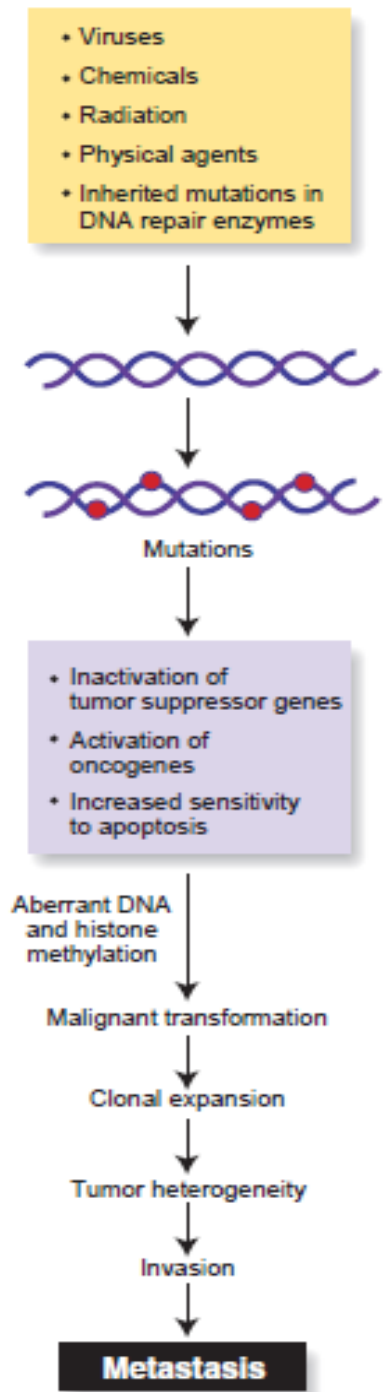 • Viruses
• Chemicals
• Radiation
• Physical agents
• Inherited mutations in
DNA repair enzymes
Mutations
• Inactivation of
tumor suppressor genes
• Activation of
oncogenes
• Increased sensitivity
to apoptosis
Aberrant DNA
and histone
methylation
Malignant transformation
Clonal expansion
Tumor heterogeneity
Invasion
Metastasis